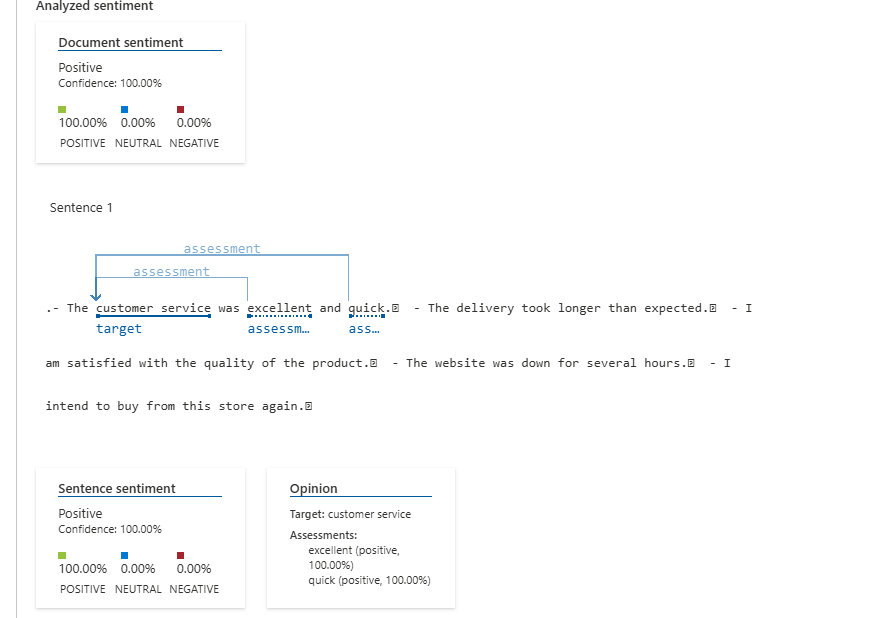 Analyzed sentiment
Document sentiment
Positive
Confidence: 100.00%
100.00% 0.00% 0.00%
POSITIVE NEUTRAL NEGATIVE
Sentence 1
assessment
assessment
.- The customer service was excellent and quick.⍰ - The delivery took longer than expected.⍰ - I
target assessm… ass…
am satisfied with the quality of the product.⍰ - The website was down for several hours.⍰ - I
intend to buy from this store again.⍰
Sentence sentiment
Positive
Confidence: 100.00%
100.00% 0.00% 0.00%
POSITIVE NEUTRAL NEGATIVE
Opinion
Target: customer service
Assessments:
excellent (positive,
100.00%)
quick (positive, 100.00%)